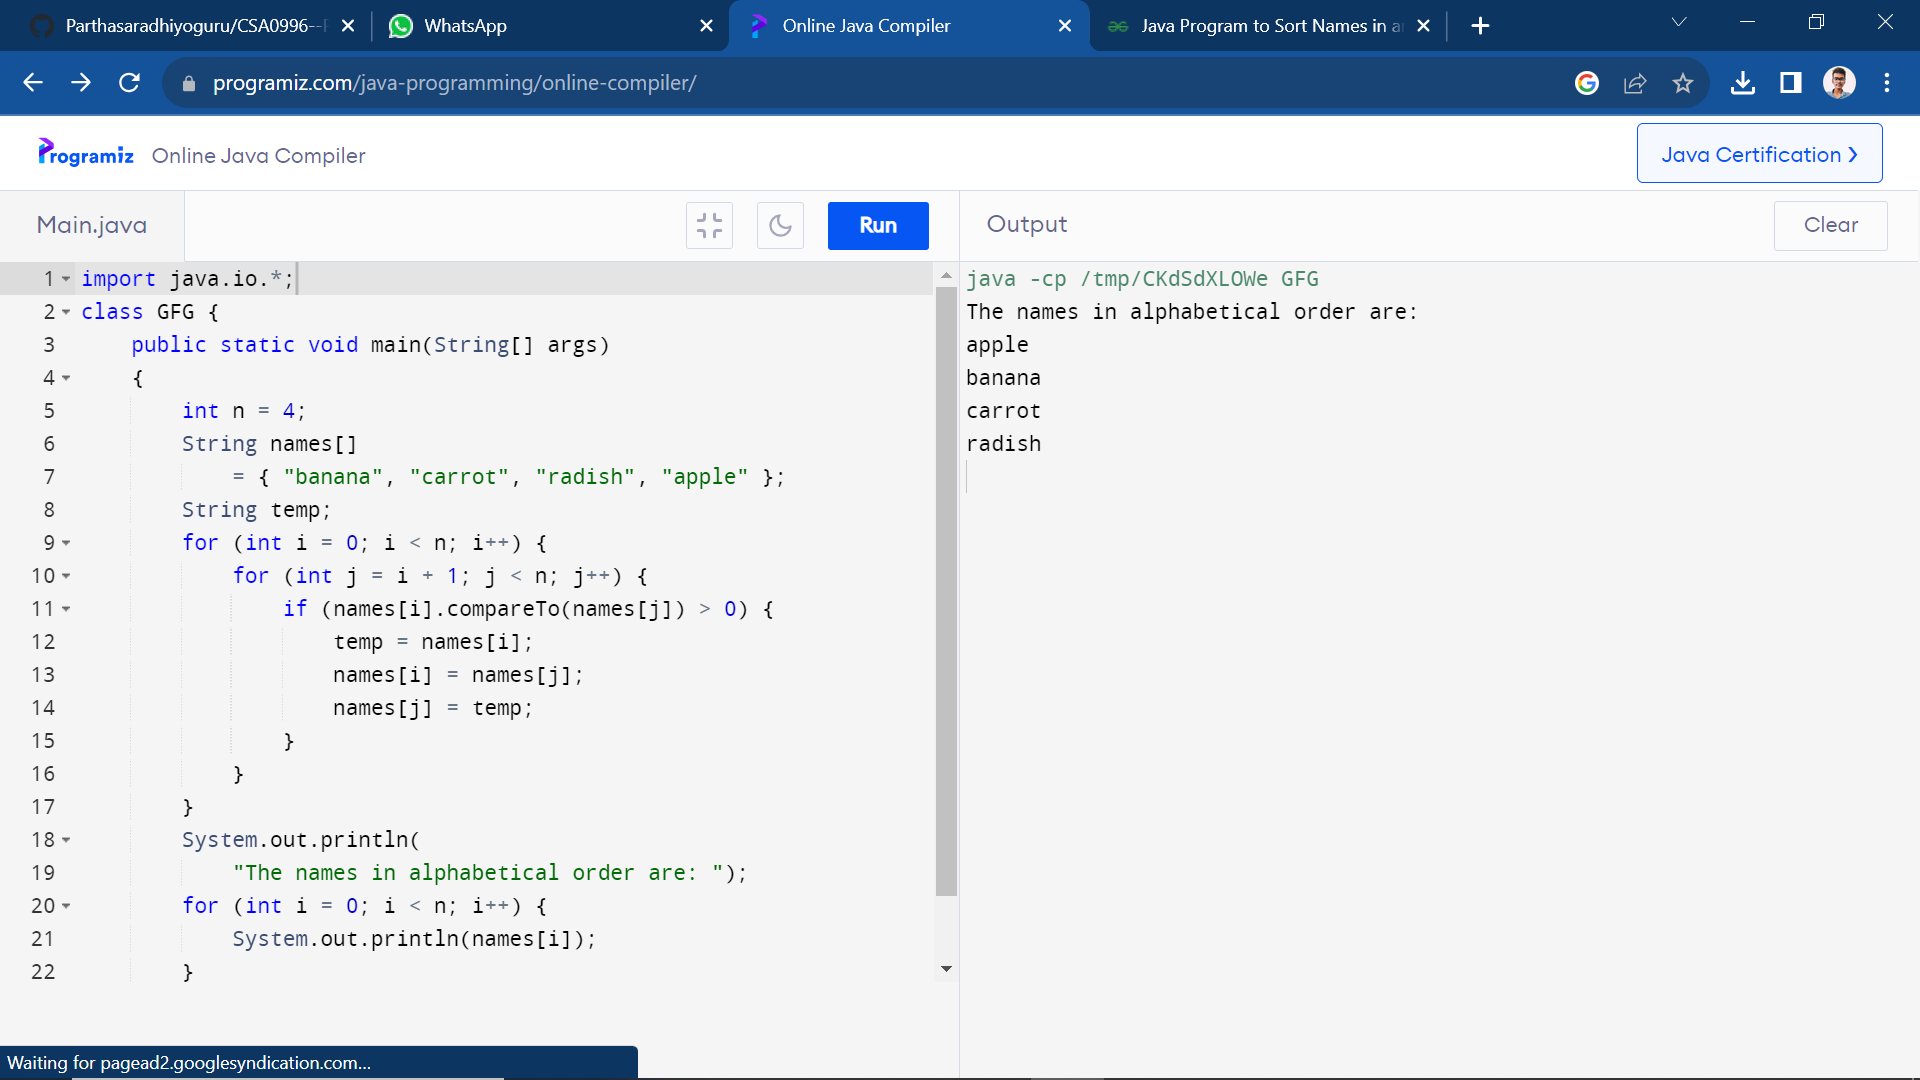 Parthasaradhiyoguru/CSA0996--
WhatsApp
Online Java Compiler
Java Program to Sort Names in a
programiz.com/java-programming/online-compiler/
Programiz Online Java Compiler
Java Certification ❯
Main.java
Run
Output
Clear
1 import java.io.*;
2 class GFG {
3     public static void main(String[] args)
4     {
5         int n = 4;
6         String names[]
7             = { "banana", "carrot", "radish", "apple" };
8         String temp;
9         for (int i = 0; i < n; i++) {
10             for (int j = i + 1; j < n; j++) {
11                 if (names[i].compareTo(names[j]) > 0) {
12                     temp = names[i];
13                     names[i] = names[j];
14                     names[j] = temp;
15                 }
16             }
17         }
18         System.out.println(
19             "The names in alphabetical order are: ");
20         for (int i = 0; i < n; i++) {
21             System.out.println(names[i]);
22         }
java -cp /tmp/CKdSdXLOWe GFG
The names in alphabetical order are:
apple
banana
carrot
radish
Waiting for pagead2.googlesyndication.com...